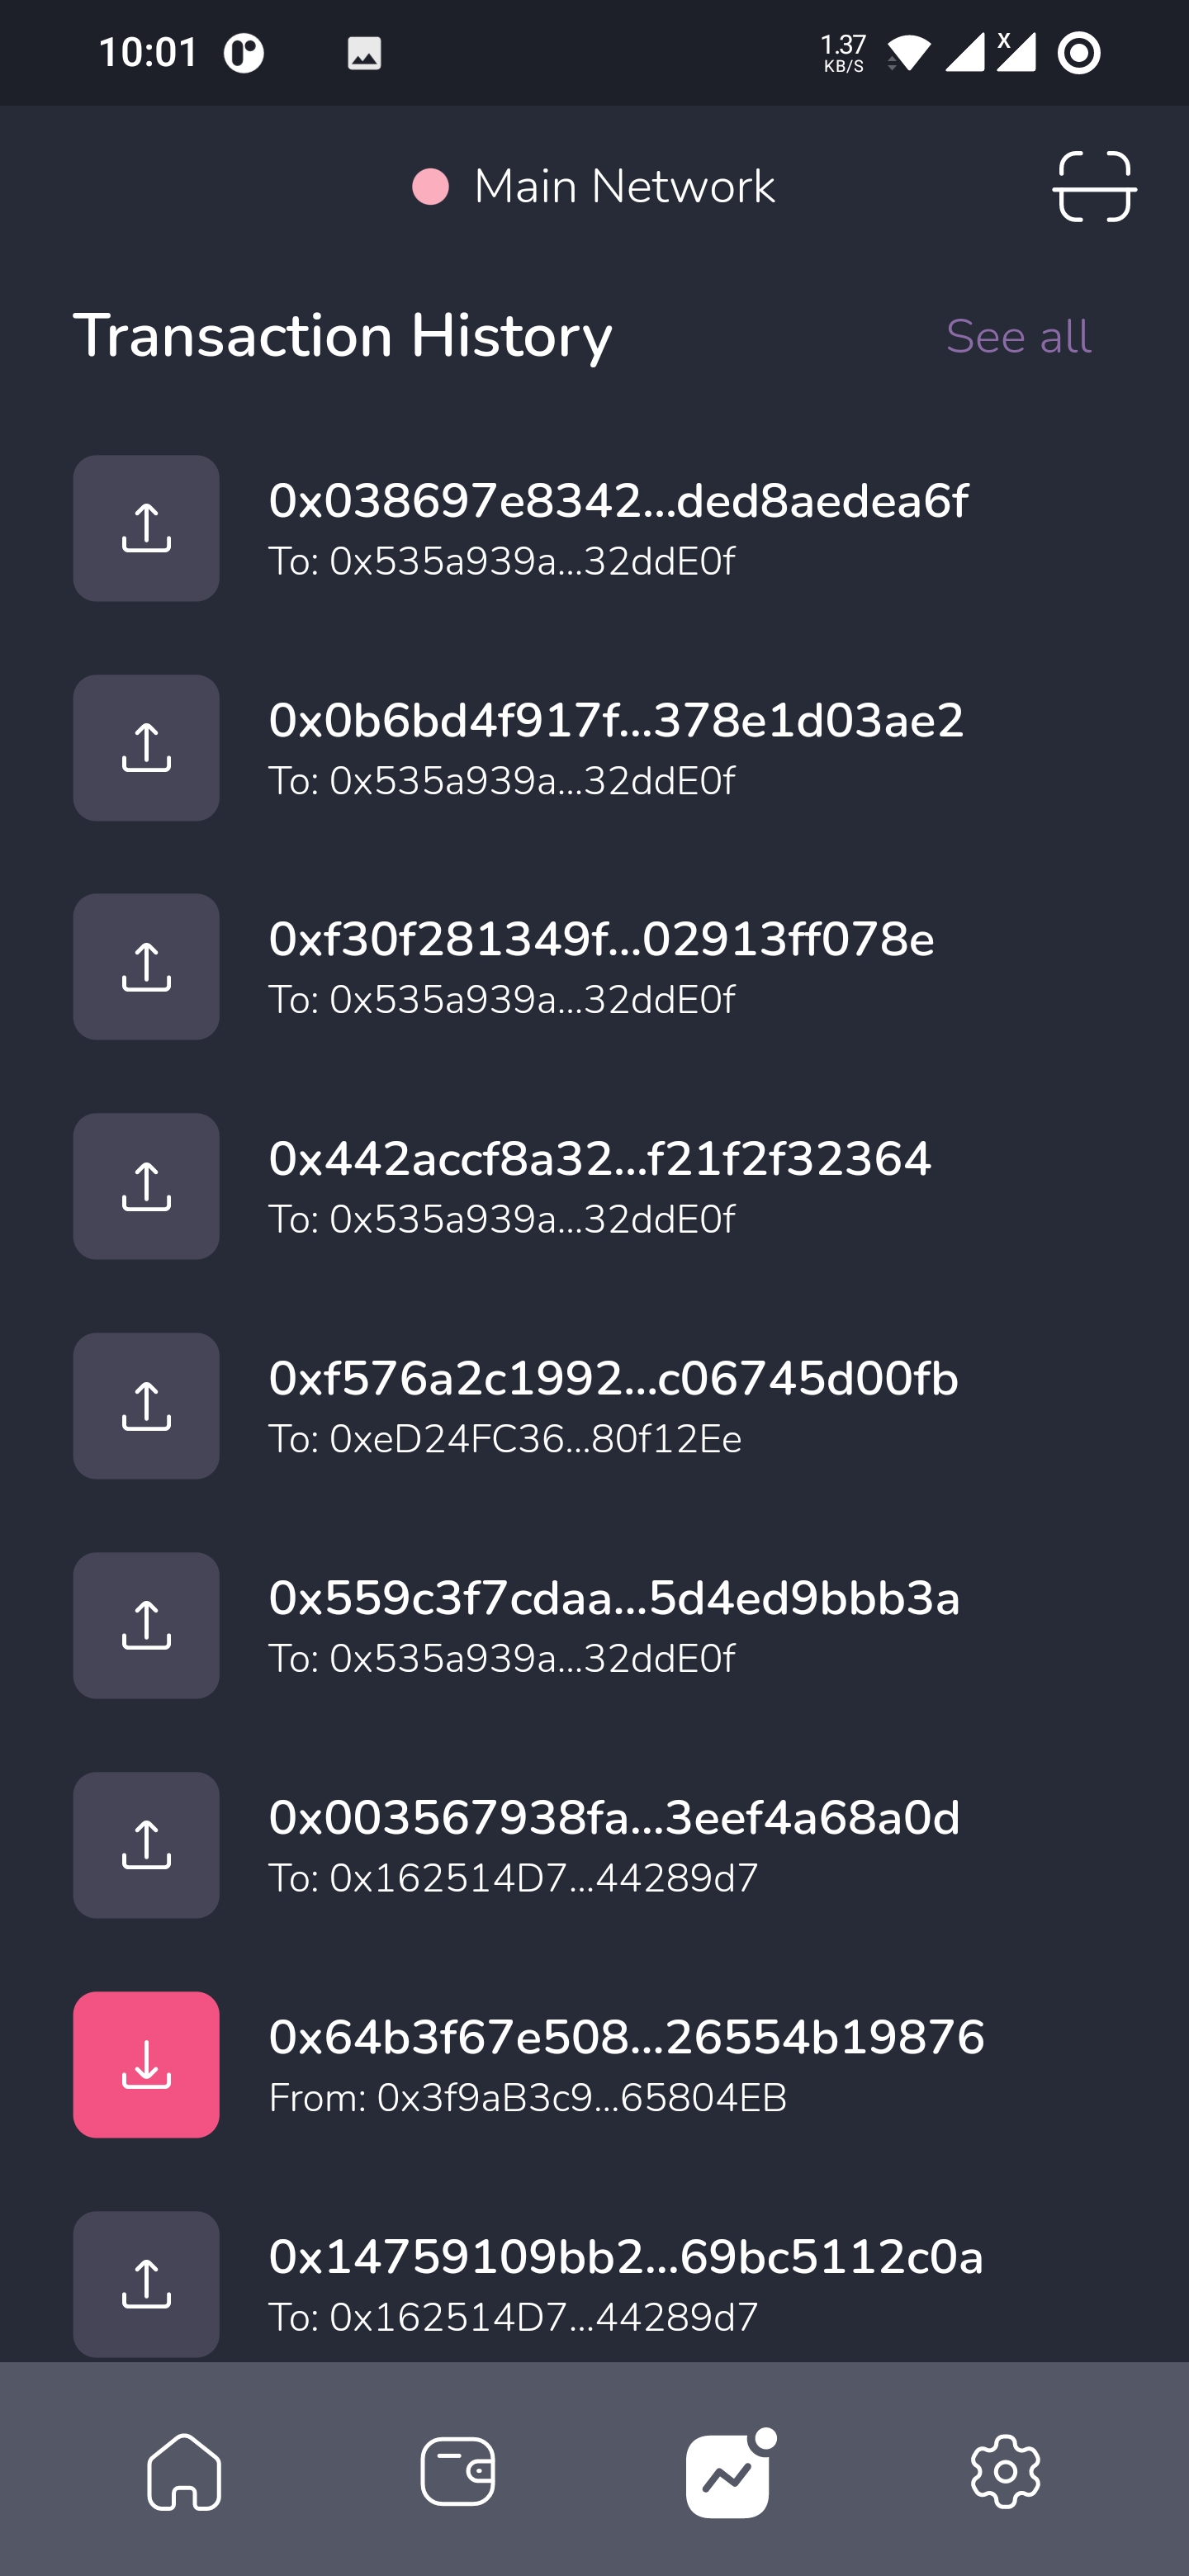 10:01
1.37
KB/S
X
Main Network
Transaction History
See all
0x038697e8342...ded8aedea6f
To: 0x535a939a...32ddE0f
0x0b6bd4f917f...378e1d03ae2
To: 0x535a939a...32ddE0f
0xf30f281349f...02913ff078e
To: 0x535a939a...32ddE0f
0x442accf8a32...f21f2f32364
To: 0x535a939a...32ddE0f
0xf576a2c1992...c06745d00fb
To: 0xeD24FC36...80f12Ee
0x559c3f7cdaa...5d4ed9bbb3a
To: 0x535a939a...32ddE0f
0x003567938fa...3eef4a68a0d
To: 0x162514D7...44289d7
0x64b3f67e508...26554b19876
From: 0x3f9aB3c9...65804EB
0x14759109bb2...69bc5112c0a
To: 0x162514D7...44289d7